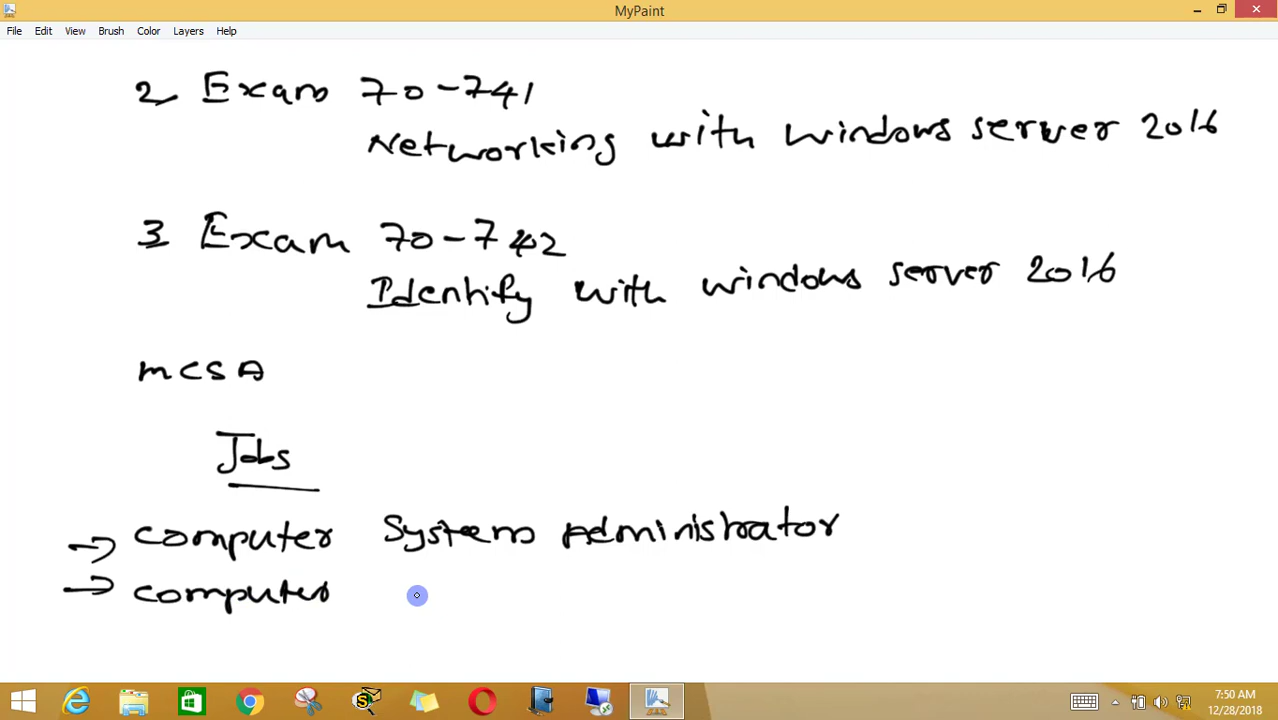 MyPaint
File Edit View Brush Color Layers Help
2 Exam 70-741
Networking with windows server 2016
3 Exam 70-742
Identify with windows server 2016
MCSA
Jobs
→ computer System Administrator
→ computer
7:50 AM
12/28/2018